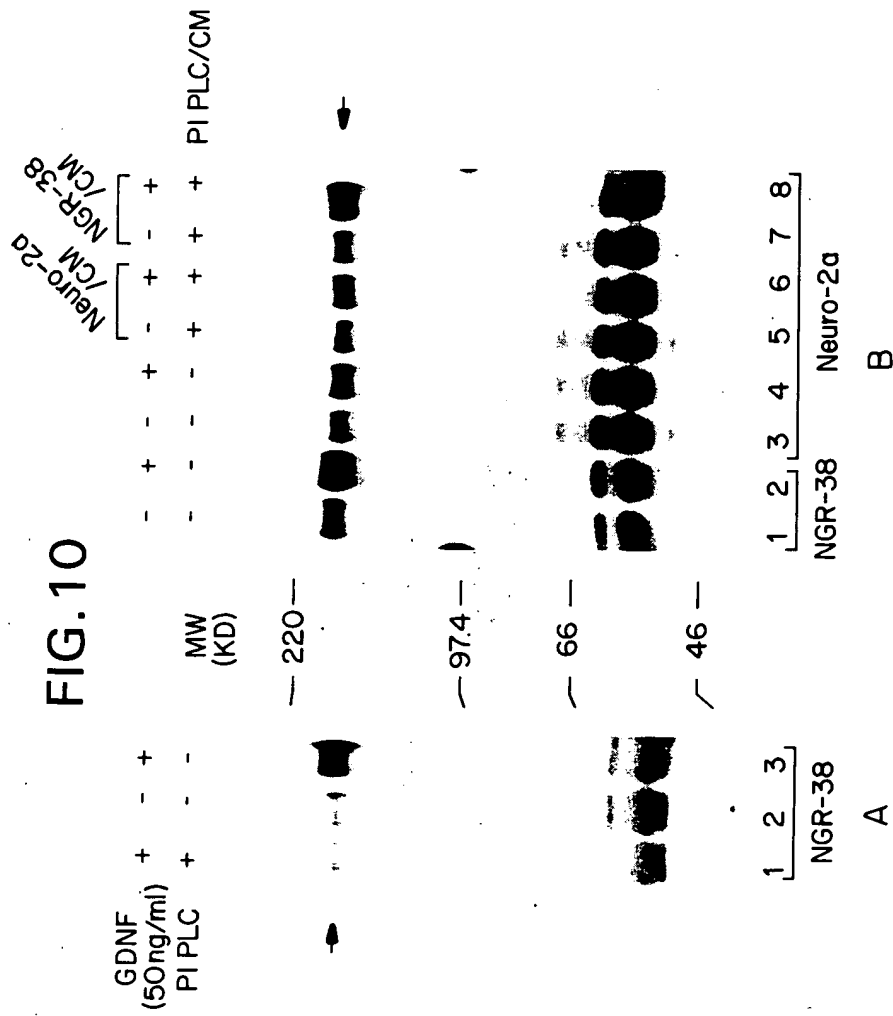 FIG. 10
GDNF
(50ng/ml)
+ - +
PI PLC
+ - -
MW
(KD)
220
97.4
66
46
1 2 3
NGR-38
A
Neuro-2a
/CM
NGR-38
/CM
- + - + - + - +
- - - - + + + +
PI PLC/CM
1 2 3 4 5 6 7 8
NGR-38
Neuro-2a
B